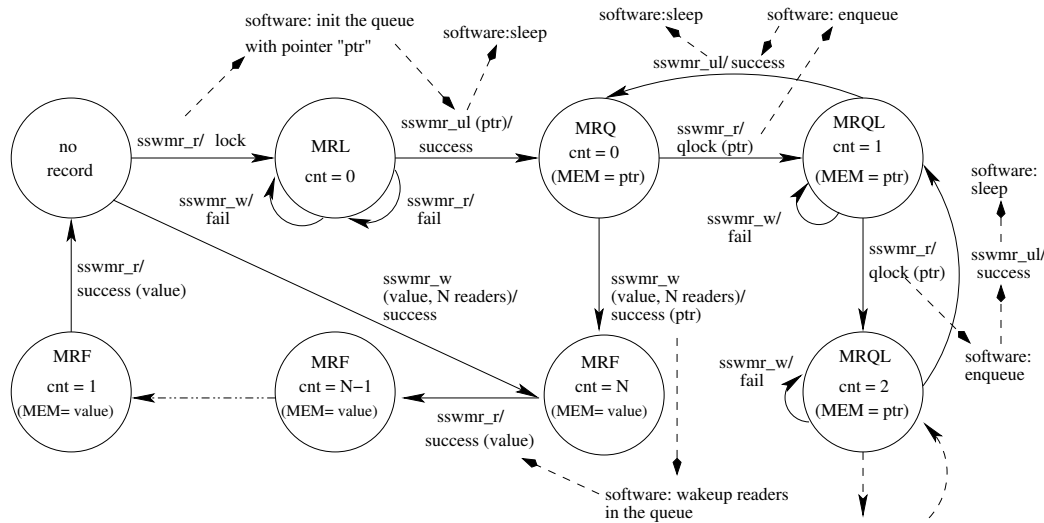 software: init the queue
with pointer "ptr"
software:sleep
software:sleep
software: enqueue
sswmr_ul/ success
no
record
sswmr_r/ lock
MRL
cnt = 0
sswmr_w/
fail
sswmr_r/
fail
sswmr_ul (ptr)/
success
MRQ
cnt = 0
(MEM = ptr)
sswmr_r/
qlock (ptr)
MRQL
cnt = 1
(MEM = ptr)
sswmr_w/
fail
software:
sleep
sswmr_r/
qlock (ptr)
sswmr_ul/
success
sswmr_r/
success (value)
sswmr_w
(value, N readers)/
success
sswmr_w
(value, N readers)/
success (ptr)
software:
enqueue
MRF
cnt = 1
(MEM= value)
MRF
cnt = N−1
(MEM= value)
sswmr_r/
success (value)
MRF
cnt = N
(MEM= value)
sswmr_w/
fail
MRQL
cnt = 2
(MEM = ptr)
software: wakeup readers
in the queue